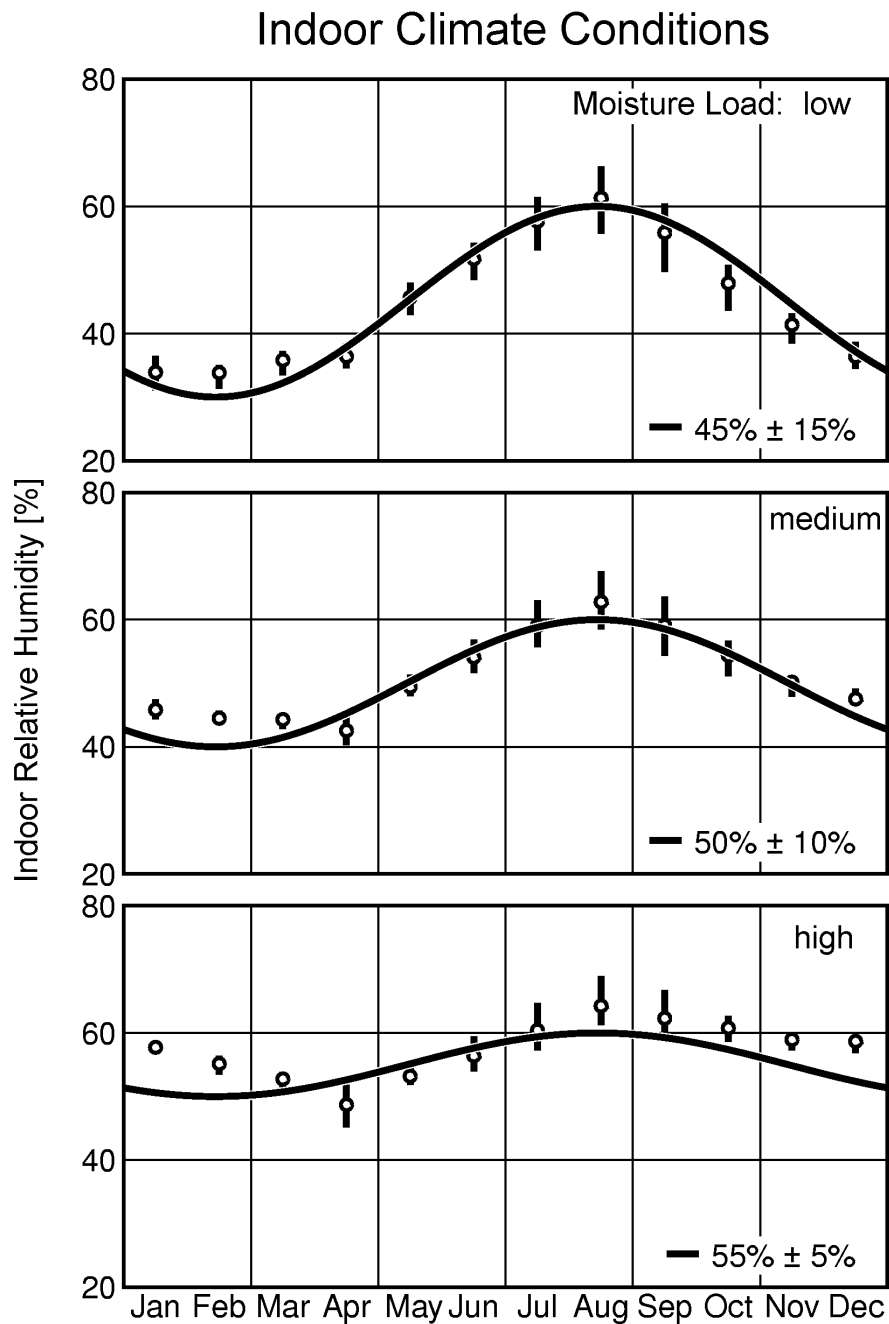 Indoor Climate Conditions
Indoor Relative Humidity [%]
80
Moisture Load: low
60
40
45% ± 15%
20
80
medium
60
40
50% ± 10%
20
80
high
60
40
55% ± 5%
20
Jan Feb Mar Apr May Jun Jul Aug Sep Oct Nov Dec